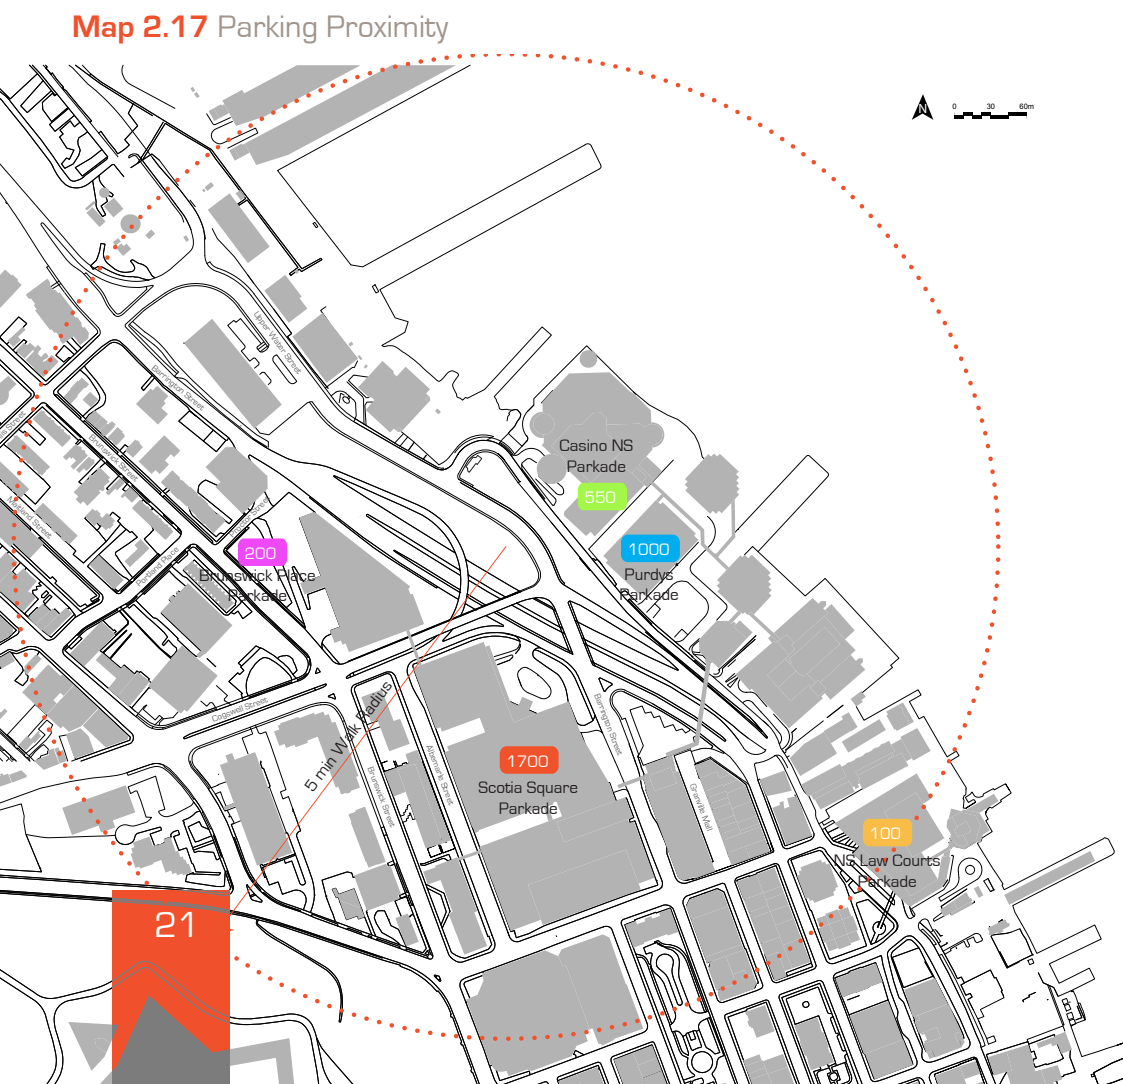 Map 2.17 Parking Proximity
N
0 30 60m
Upper Water Street
Barrington Street
Brunswick Street
Maitland Street
Portland Place
Casino NS
Parkade
550
1000
Purdys
Parkade
200
Brunswick Place
Parkade
Cogswell Street
5 min Walk Radius
Barrington Street
Albemarle Street
Brunswick Street
1700
Scotia Square
Parkade
Granville Mall
100
NS Law Courts
Parkade
21